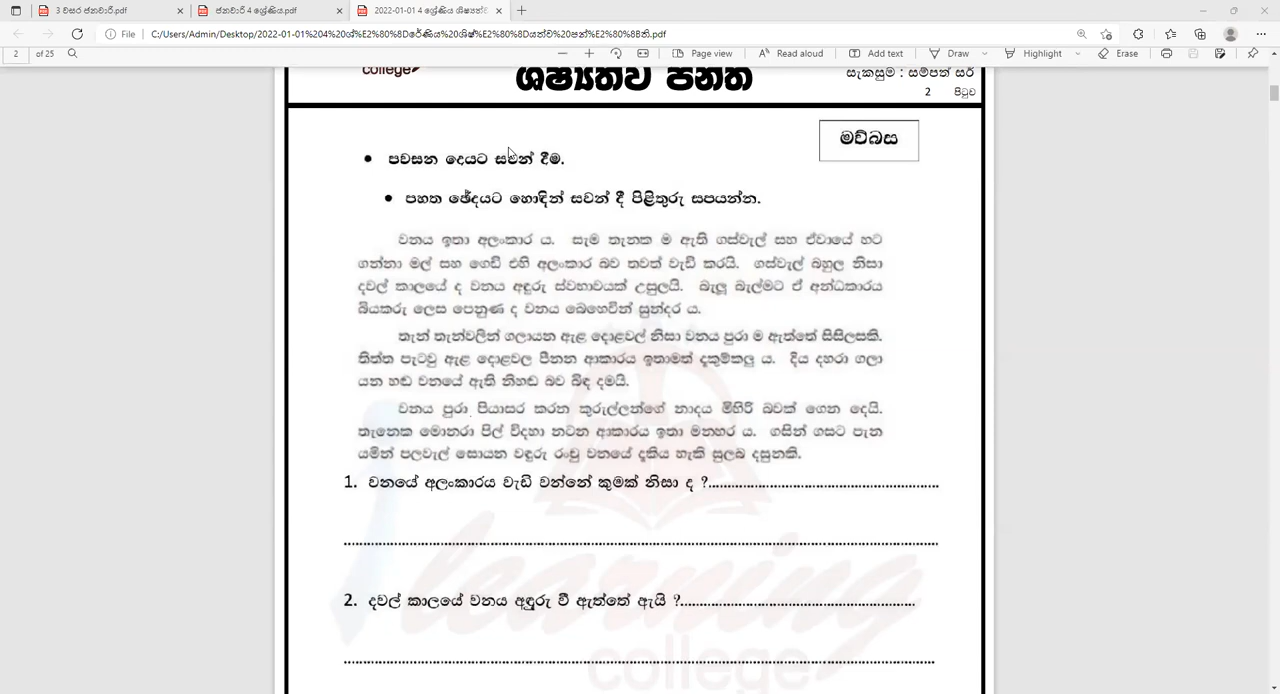 3 වසර ජනවාරි.pdf
ජනවාරි 4 ශ්‍රේණිය.pdf
2022-01-01 4 ශ්‍රේණිය ශිෂ්‍යත්ව
File C:/Users/Admin/Desktop/2022-01-01%204%20ශ්%E2%80%8Dරේණිය%20ශිෂ්%E2%80%8Dයත්ව%20පන්%E2%80%8Bති.pdf
2 of 25 Page view Read aloud Add text Draw Highlight Erase
college ශිෂ්‍යත්ව පන්ති සැකසුම : සම්පත් සර්
2 පිටුව
මව්බස
• පවසන දෙයට සවන් දීම.
• පහත ඡේදයට හොඳින් සවන් දී පිළිතුරු සපයන්න.
වනය ඉතා අලංකාර ය. සැම තැනක ම ඇති ගස්වැල් සහ ඒවායේ හට
ගන්නා මල් සහ ගෙඩි එහි අලංකාර බව තවත් වැඩි කරයි. ගස්වැල් බහුල නිසා
දවල් කාලයේ ද වනය අඳුරු ස්වභාවයක් උසුලයි. බැලූ බැල්මට ඒ අන්ධකාරය
බියකරු ලෙස පෙනුණ ද වනය බෙහෙවින් සුන්දර ය.
තැන් තැන්වලින් ගලායන ඇළ දොළවල් නිසා වනය පුරා ම ඇත්තේ සිසිලසකි.
තිත්ත පැටවු ඇළ දොළවල පීනන ආකාරය ඉතාමත් දැකුම්කලු ය. දිය දහරා ගලා
යන හඬ වනයේ ඇති නිහඬ බව බිඳ දමයි.
වනය පුරා පියාසර කරන කුරුල්ලන්ගේ නාදය මිහිරි බවක් ගෙන දෙයි.
තැනෙක මොනරා පිල් විදහා නටන ආකාරය ඉතා මනහර ය. ගසින් ගසට පැන
යමින් පලවැල් සොයන වඳුරු රංචු වනයේ දැකිය හැකි සුලබ දසුනකි.
1. වනයේ අලංකාරය වැඩි වන්නේ කුමක් නිසා ද ?
2. දවල් කාලයේ වනය අඳුරු වී ඇත්තේ ඇයි ?
learning
college